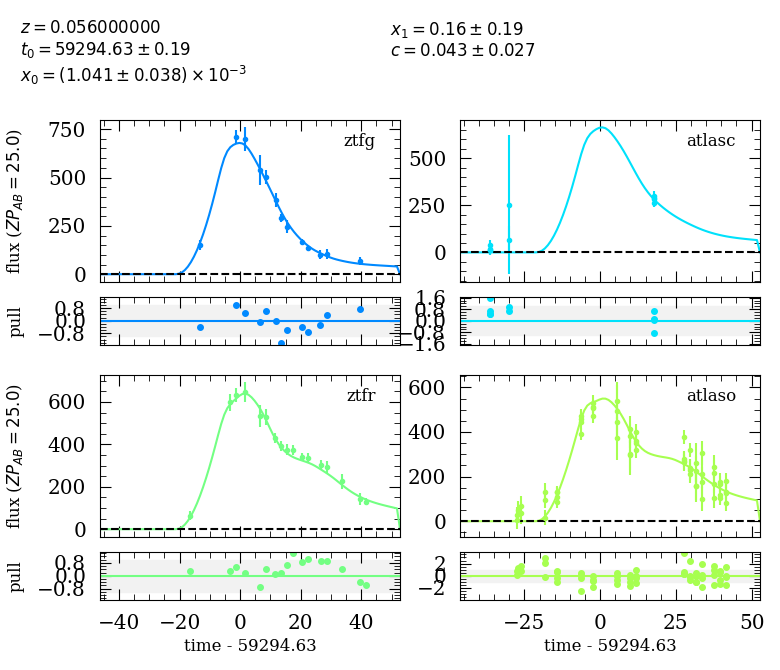 z = 0.056000000
t₀ = 59294.63 ± 0.19
x₀ = (1.041 ± 0.038) × 10⁻³
x₁ = 0.16 ± 0.19
c = 0.043 ± 0.027
flux (ZP_AB = 25.0)
750
500
250
0
ztfg
500
250
0
atlasc
pull
0.8
0.0
−0.8
1.6
0.8
0.0
−0.8
−1.6
flux (ZP_AB = 25.0)
600
400
200
0
ztfr
600
400
200
0
atlaso
pull
0.8
0.0
−0.8
2
0
−2
−40 −20 0 20 40
time - 59294.63
−25 0 25 50
time - 59294.63